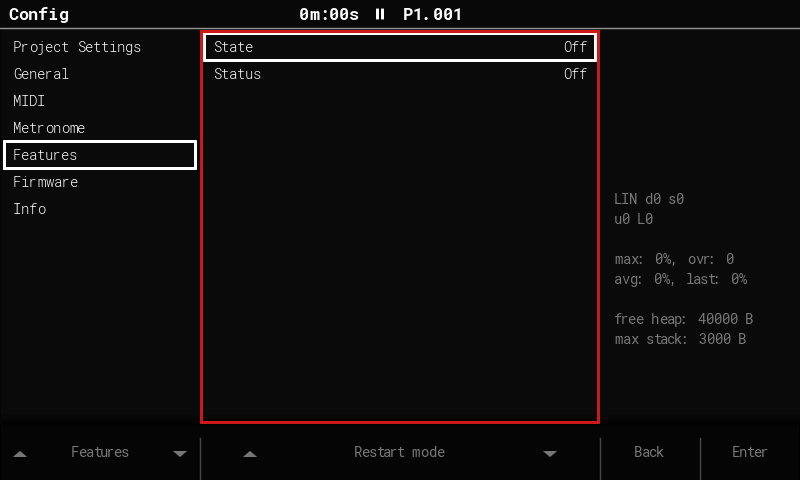 Config 0m:00s P1.001
Project Settings
General
MIDI
Metronome
Features
Firmware
Info
State Off
Status Off
LIN d0 s0
u0 L0
max: 0%, ovr: 0
avg: 0%, last: 0%
free heap: 40000 B
max stack: 3000 B
Features Restart mode Back Enter